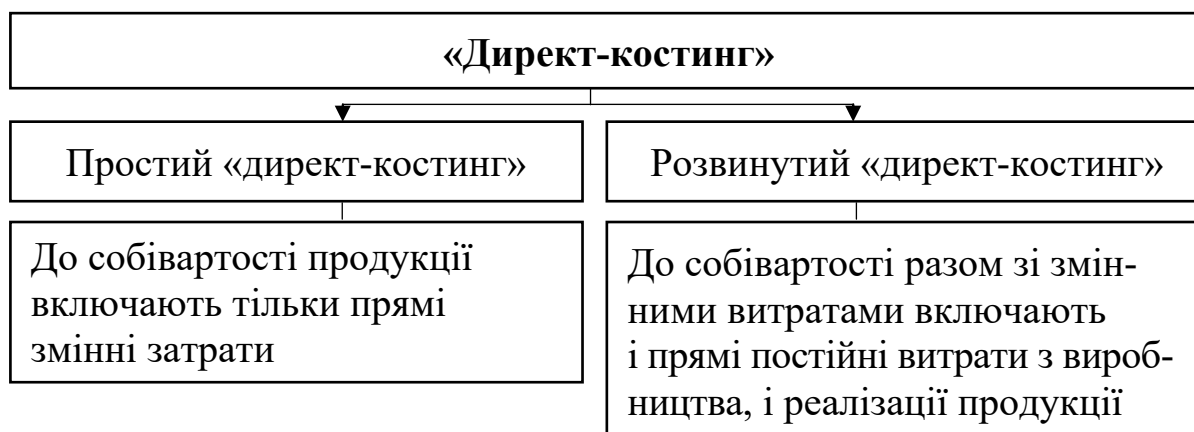 «Директ-костинг»
Простий «директ-костинг»
Розвинутий «директ-костинг»
До собівартості продукції
включають тільки прямі
змінні затрати
До собівартості разом зі змін-
ними витратами включають
і прямі постійні витрати з вироб-
ництва, і реалізації продукції